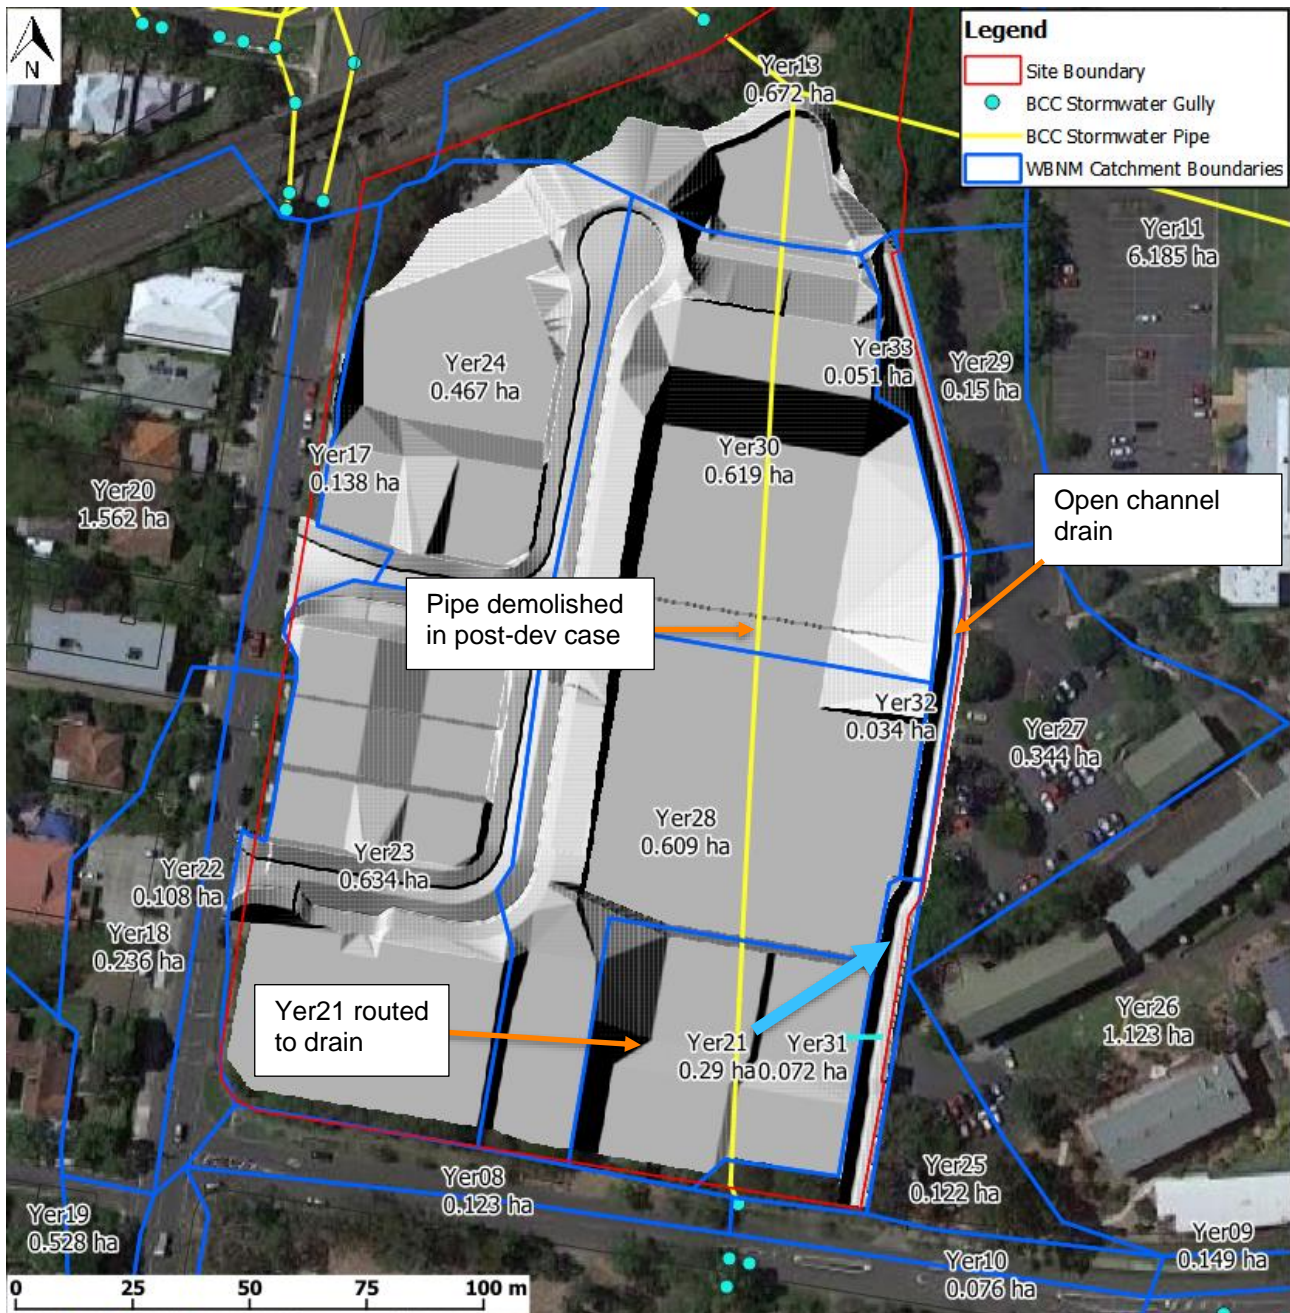 N
Legend
Site Boundary
BCC Stormwater Gully
BCC Stormwater Pipe
WBNM Catchment Boundaries
Yer13
0.672 ha
Yer11
6.185 ha
Yer24
0.467 ha
Yer33
0.051 ha
Yer29
0.15 ha
Yer17
0.138 ha
Yer30
0.619 ha
Yer20
1.562 ha
Open channel
drain
Pipe demolished
in post-dev case
Yer32
0.034 ha
Yer27
0.344 ha
Yer28
0.609 ha
Yer23
0.634 ha
Yer22
0.108 ha
Yer18
0.236 ha
Yer21 routed
to drain
Yer26
1.123 ha
Yer21
0.29 ha
Yer31
0.072 ha
Yer08
0.123 ha
Yer25
0.122 ha
Yer19
0.528 ha
Yer09
0.149 ha
Yer10
0.076 ha
0 25 50 75 100 m